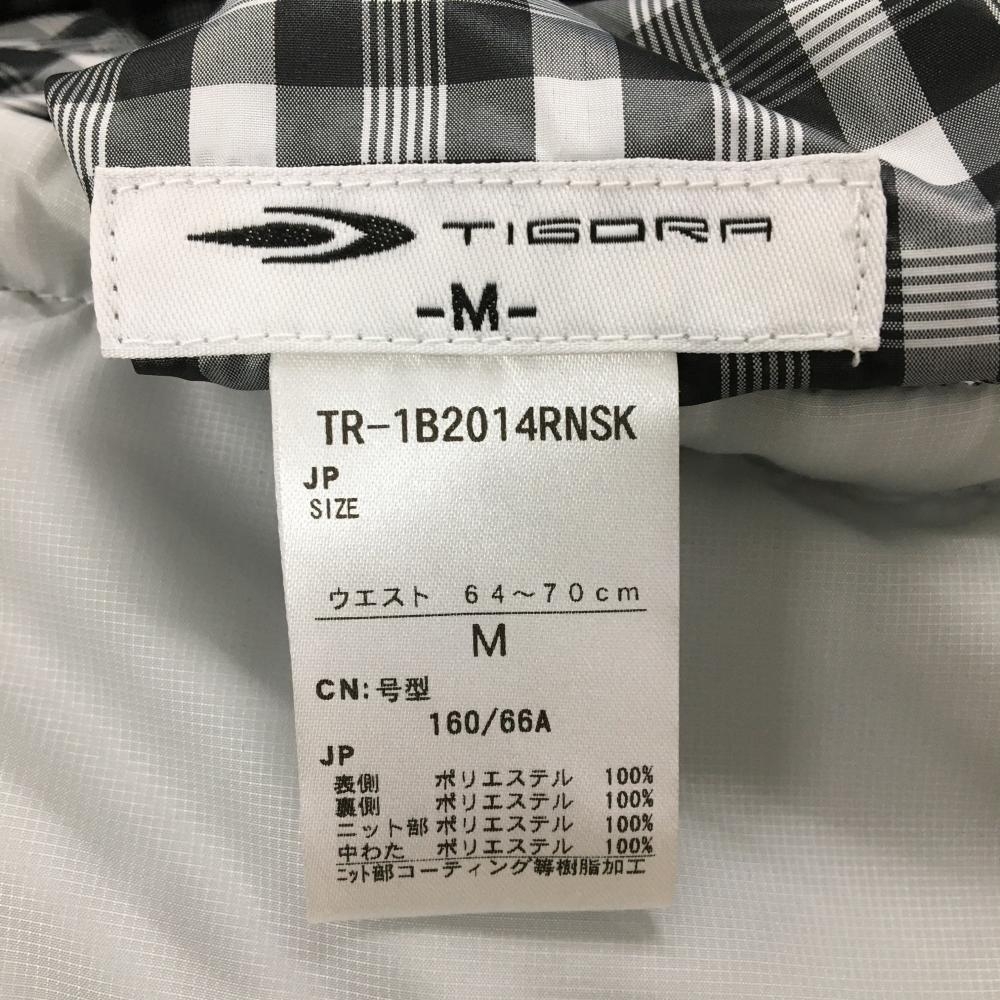 TIGORA
-M-
TR-1B2014RNSK
JP
SIZE
ウエスト 64～70cm
M
CN:号型
160/66A
JP
表側 ポリエステル 100%
裏側 ポリエステル 100%
ニット部 ポリエステル 100%
中わた ポリエステル 100%
ニット部コーティング等樹脂加工